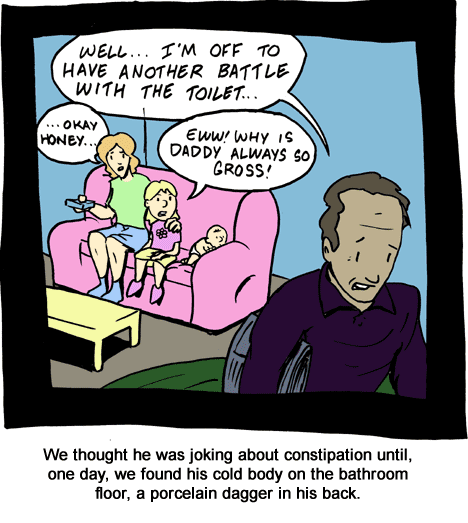 WELL... I'M OFF TO
HAVE ANOTHER BATTLE
WITH THE TOILET...
...OKAY
HONEY...
EWW! WHY IS
DADDY ALWAYS SO
GROSS!
We thought he was joking about constipation until,
one day, we found his cold body on the bathroom
floor, a porcelain dagger in his back.